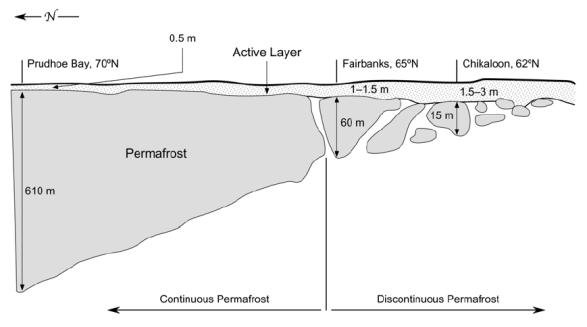 N
0.5 m
Prudhoe Bay, 70ºN
Active Layer
Fairbanks, 65ºN
Chikaloon, 62ºN
1–1.5 m
1.5–3 m
60 m
15 m
Permafrost
610 m
Continuous Permafrost
Discontinuous Permafrost